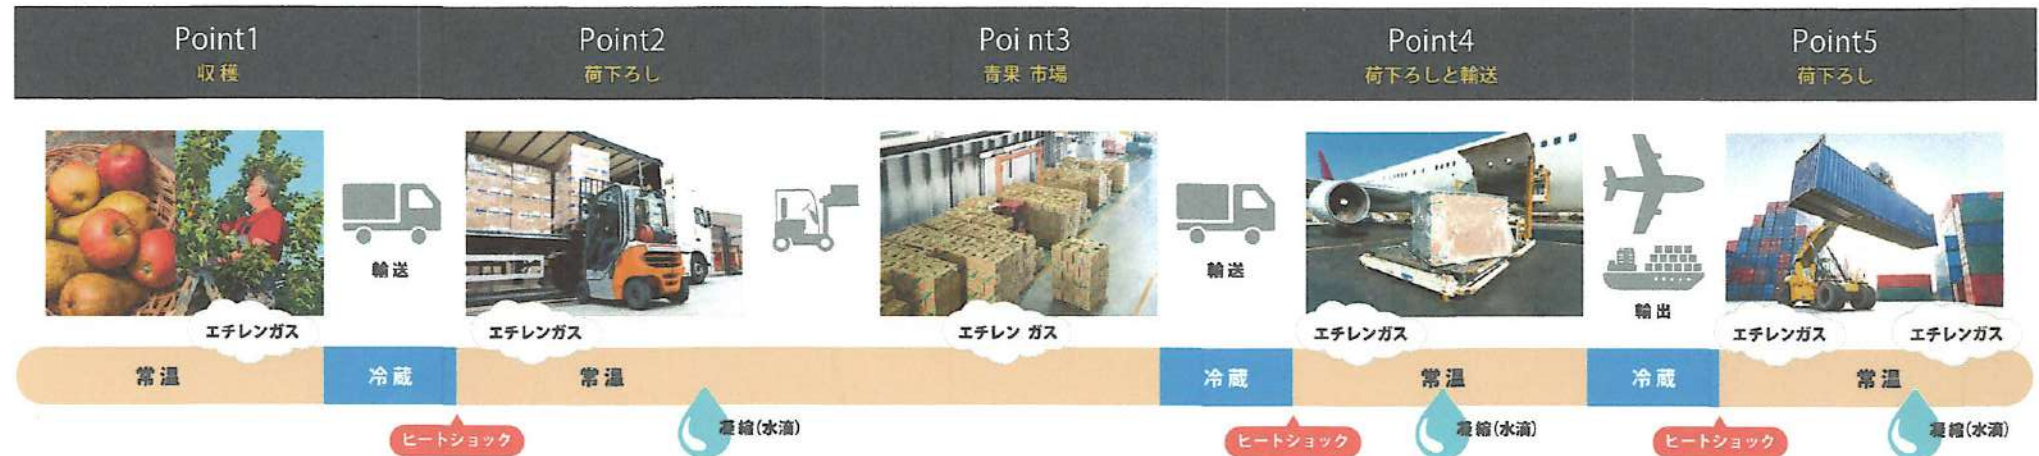 Point1
収穫
Point2
荷下ろし
Point3
青果 市場
Point4
荷下ろしと輸送
Point5
荷下ろし
輸送
輸送
輸出
エチレンガス
エチレンガス
エチレン ガス
エチレンガス
エチレンガス
エチレンガス
常温
冷蔵
常温
冷蔵
常温
冷蔵
常温
ヒートショック
凝縮(水滴)
ヒートショック
凝縮(水滴)
ヒートショック
凝縮(水滴)